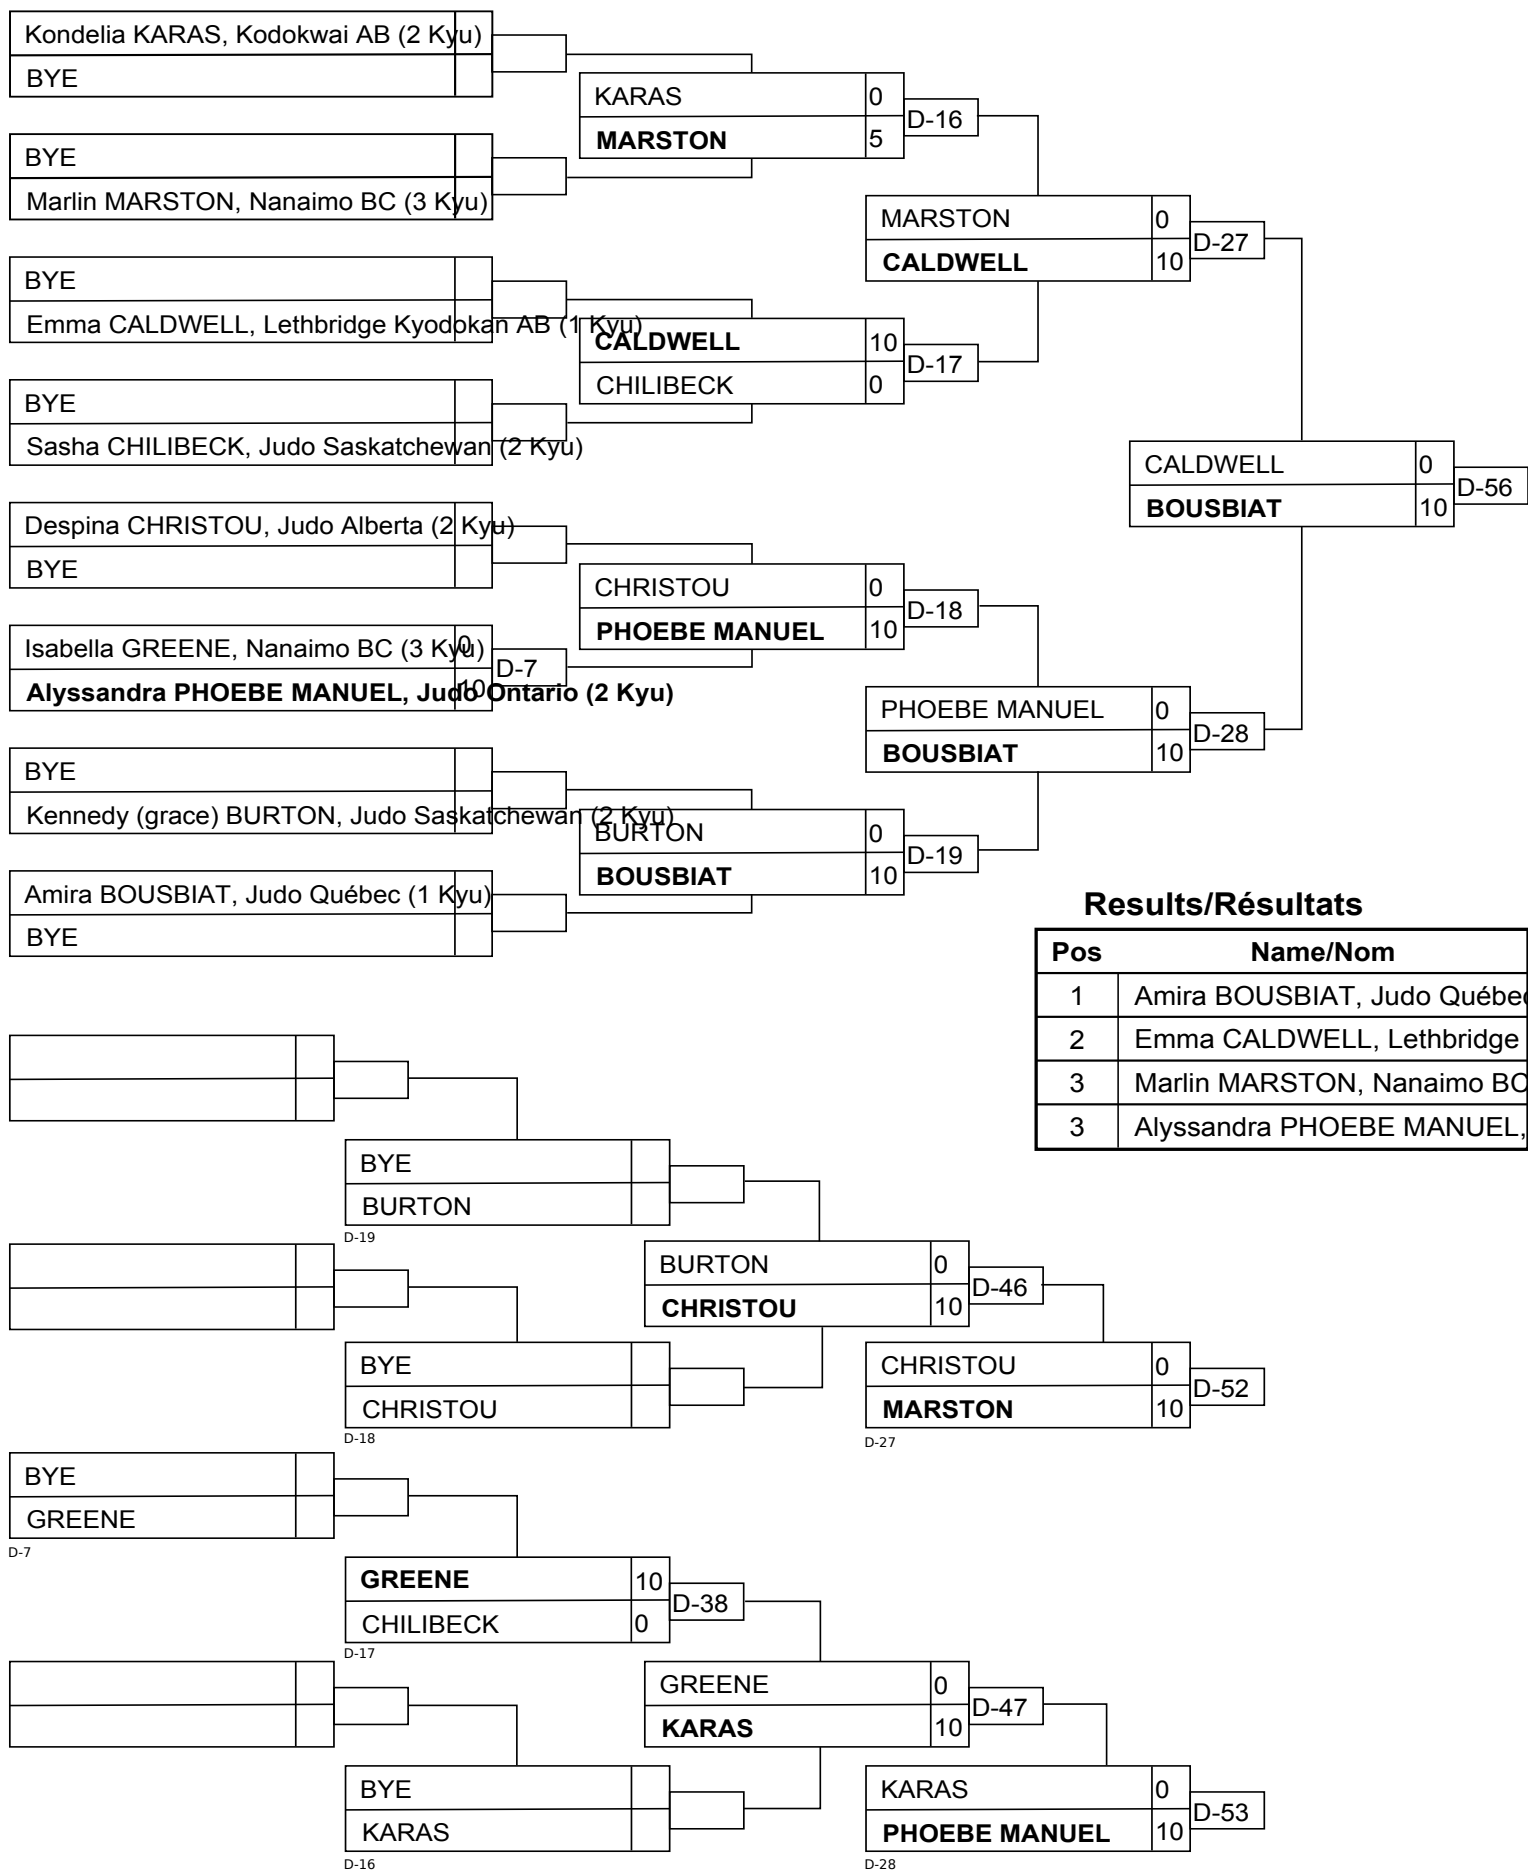 Kondelia KARAS, Kodokwai AB (2 Kyu)
BYE
KARAS 0
MARSTON 5
D-16
BYE
Marlin MARSTON, Nanaimo BC (3 Kyu)
MARSTON 0
CALDWELL 10
D-27
BYE
Emma CALDWELL, Lethbridge Kyodokan AB (1 Kyu)
CALDWELL 10
CHILIBECK 0
D-17
BYE
Sasha CHILIBECK, Judo Saskatchewan (2 Kyu)
CALDWELL 0
BOUSBIAT 10
D-56
Despina CHRISTOU, Judo Alberta (2 Kyu)
BYE
CHRISTOU 0
PHOEBE MANUEL 10
D-18
Isabella GREENE, Nanaimo BC (3 Kyu) 0
Alyssandra PHOEBE MANUEL, Judo Ontario (2 Kyu) 10
D-7
PHOEBE MANUEL 0
BOUSBIAT 10
D-28
BYE
Kennedy (grace) BURTON, Judo Saskatchewan (2 Kyu)
BURTON 0
BOUSBIAT 10
D-19
Amira BOUSBIAT, Judo Québec (1 Kyu)
BYE
Results/Résultats
Pos Name/Nom
1 Amira BOUSBIAT, Judo Québec
2 Emma CALDWELL, Lethbridge
3 Marlin MARSTON, Nanaimo BC
3 Alyssandra PHOEBE MANUEL,
BYE
BURTON
D-19
BURTON 0
CHRISTOU 10
D-46
BYE
CHRISTOU
D-18
CHRISTOU 0
MARSTON 10
D-52
D-27
BYE
GREENE
D-7
GREENE 10
CHILIBECK 0
D-38
D-17
GREENE 0
KARAS 10
D-47
BYE
KARAS
D-16
KARAS 0
PHOEBE MANUEL 10
D-53
D-28